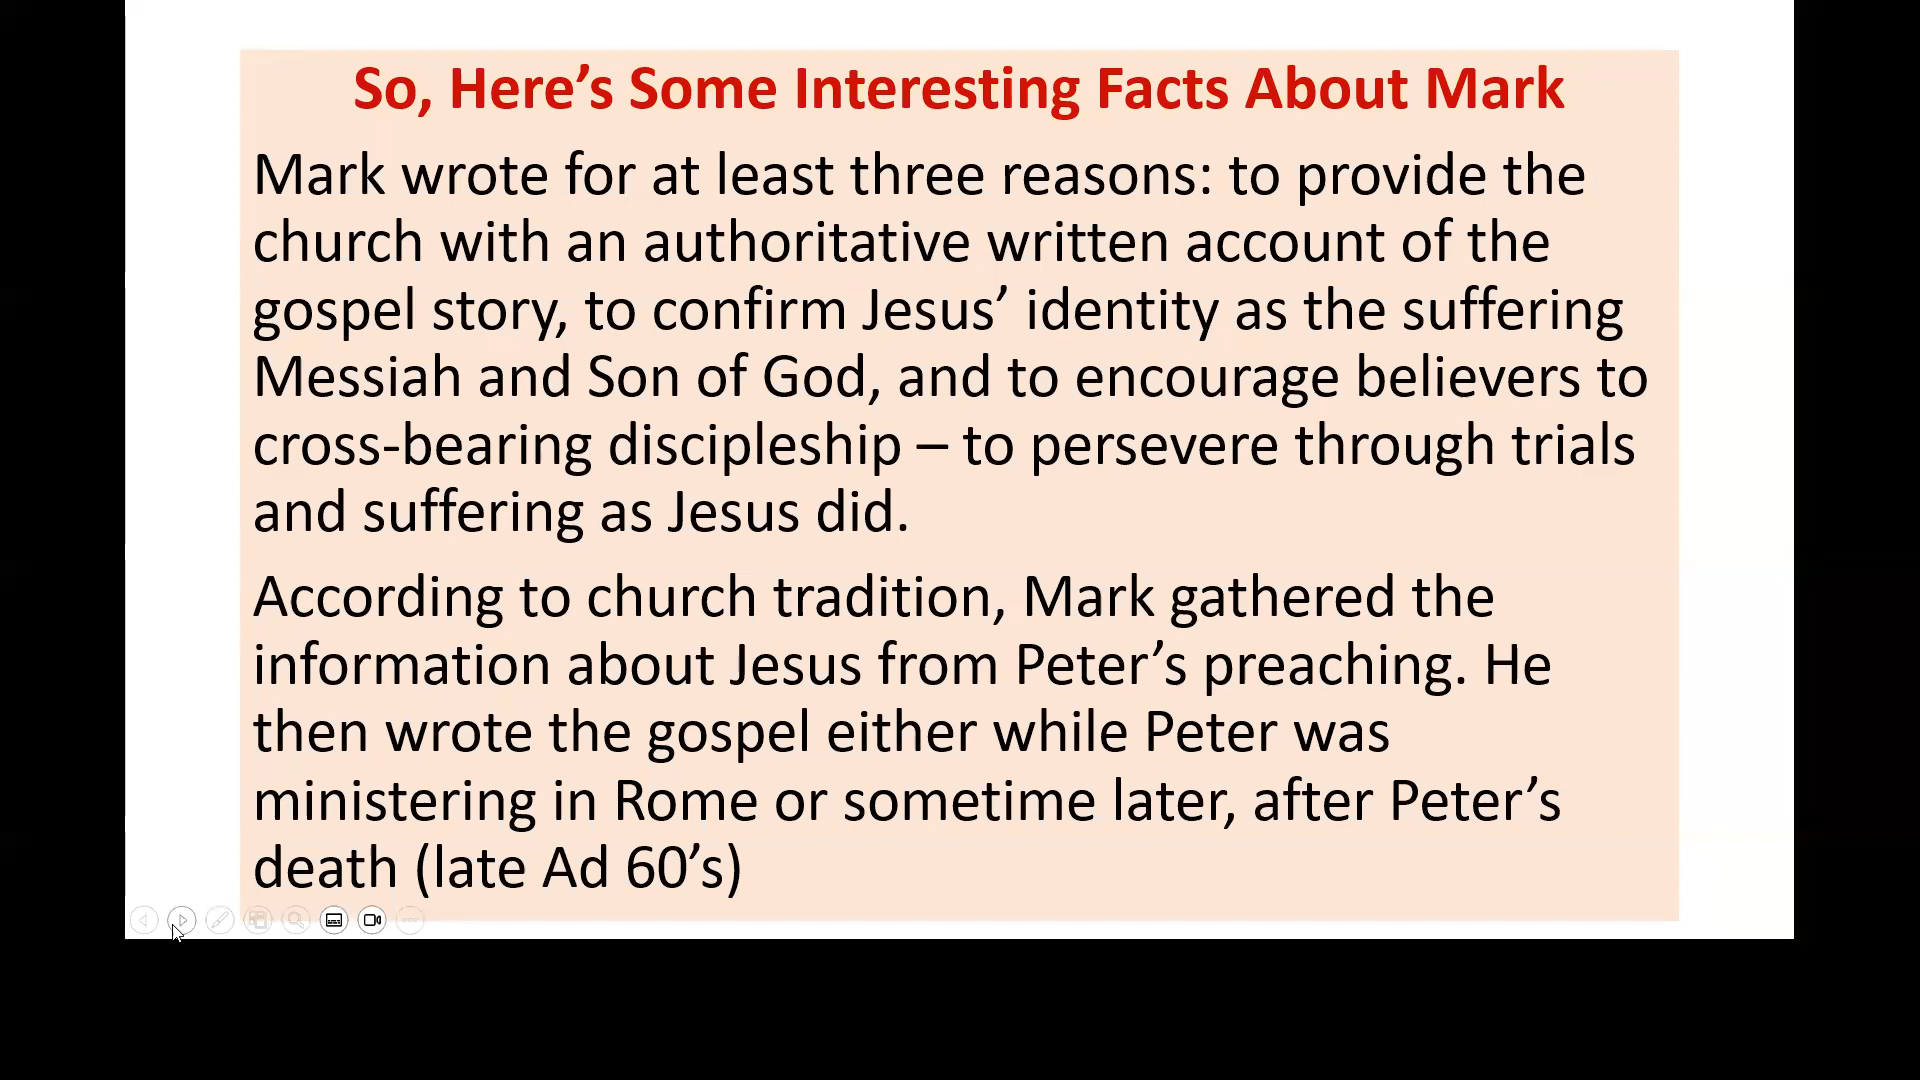 So, Here’s Some Interesting Facts About Mark
Mark wrote for at least three reasons: to provide the
church with an authoritative written account of the
gospel story, to confirm Jesus’ identity as the suffering
Messiah and Son of God, and to encourage believers to
cross-bearing discipleship – to persevere through trials
and suffering as Jesus did.
According to church tradition, Mark gathered the
information about Jesus from Peter’s preaching. He
then wrote the gospel either while Peter was
ministering in Rome or sometime later, after Peter’s
death (late Ad 60’s)